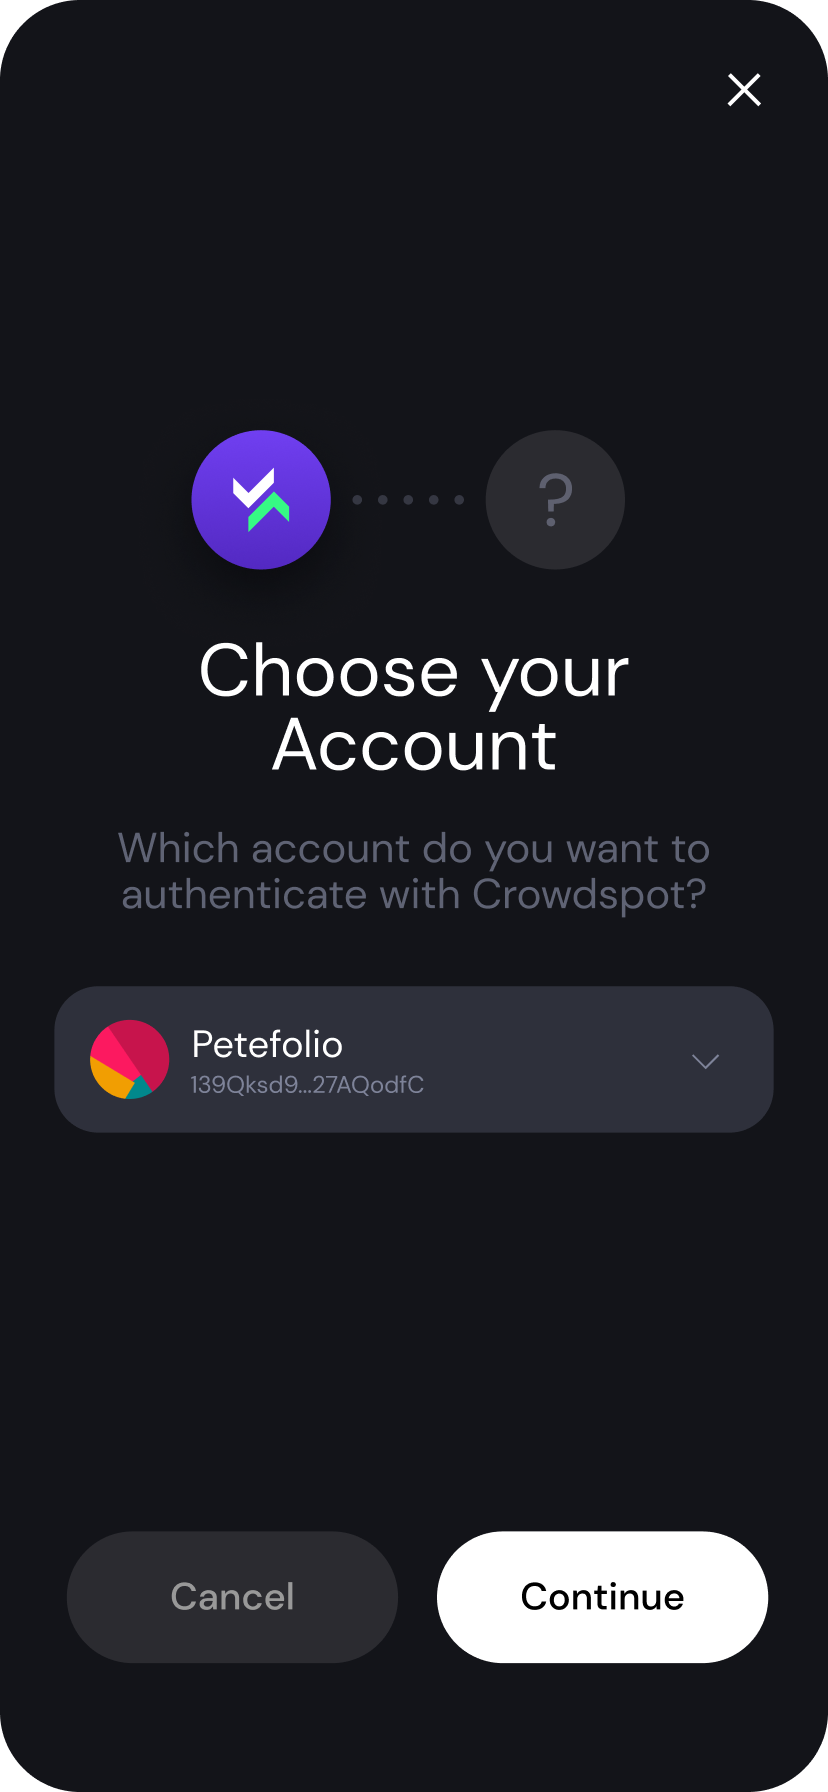 ?
Choose your
Account
Which account do you want to
authenticate with Crowdspot?
Petefolio
139Qksd9...27AQodfC
Cancel
Continue